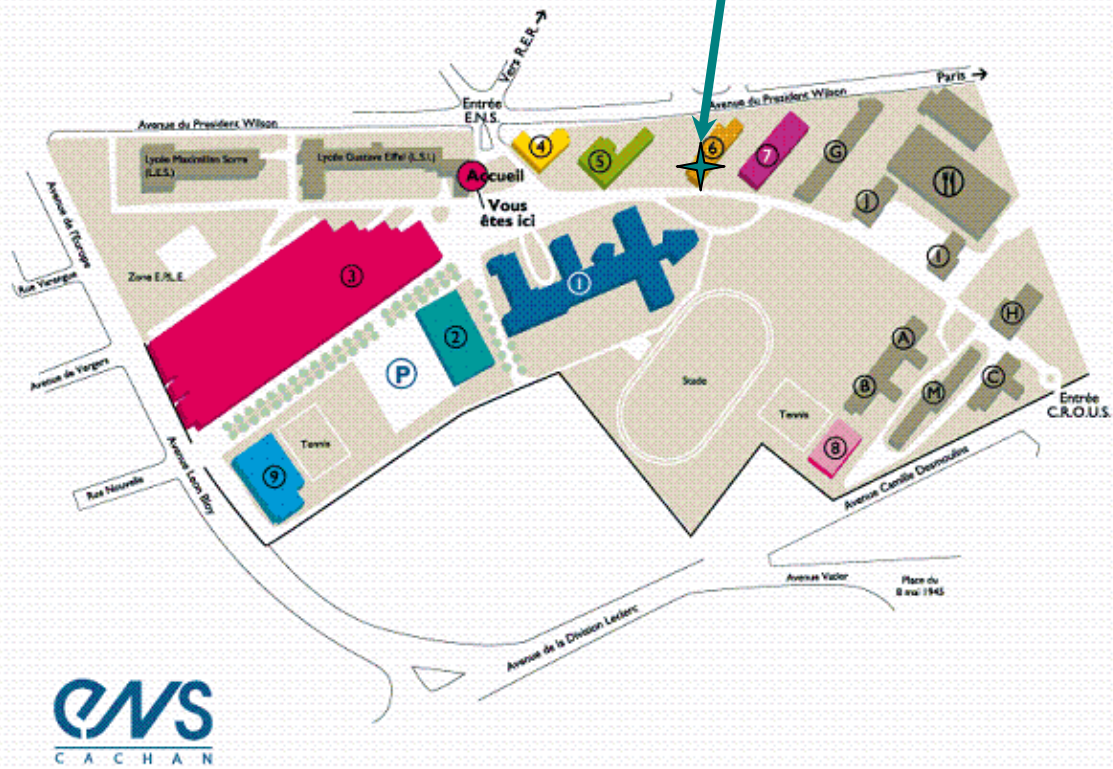 Vers R.E.R.
Paris
Entrée
E.N.S.
Avenue du President Wilson
Avenue du President Wilson
Lycée Maximilien Sorre
(L.E.S.)
Lycée Gustave Eiffel (L.S.I.)
4
5
6
7
G
J
I
Accueil
Vous
êtes ici
Avenue de l'Europe
Rue Varengue
Zone E.P.L.E.
3
1
2
P
H
A
B
M
C
Entrée
C.R.O.U.S.
Avenue de Vergers
Stade
Tennis
8
Tennis
9
Rue Nouvelle
Avenue Leon Bloy
Avenue Camille Desmoulins
Avenue Vatier
Place du
8 mai 1945
Avenue de la Division Leclerc
ENS
CACHAN